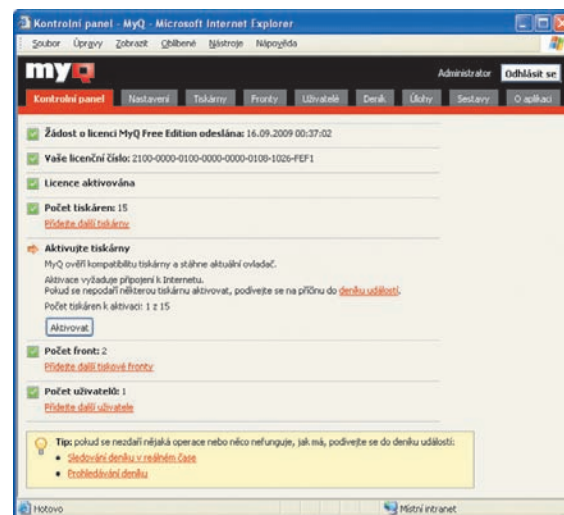 Kontrolní panel - MyQ - Microsoft Internet Explorer
Soubor Úpravy Zobrazit Oblíbené Nástroje Nápověda
myQ
Administrator Odhlásit se
Kontrolní panel Nastavení Tiskárny Fronty Uživatelé Deník Úlohy Sestavy O aplikaci
Žádost o licenci MyQ Free Edition odeslána: 16.09.2009 00:37:02
Vaše licenční číslo: 2100-0000-0100-0000-0000-0108-1026-FEF1
Licence aktivována
Počet tiskáren: 15
Přidejte další tiskárny
Aktivujte tiskárny
MyQ ověří kompatibilitu tiskárny a stáhne aktuální ovladač.
Aktivace vyžaduje připojení k Internetu.
Pokud se nepodaří některou tiskárnu aktivovat, podívejte se na příčinu do deníku událostí.
Počet tiskáren k aktivaci: 1 z 15
Aktivovat
Počet front: 2
Přidejte další tiskové fronty
Počet uživatelů: 1
Přidejte další uživatele
Tip: pokud se nezdaří nějaká operace nebo něco nefunguje, jak má, podívejte se do deníku událostí:
• Sledování deníku v reálném čase
• Prohledávání deníku
Hotovo Místní intranet